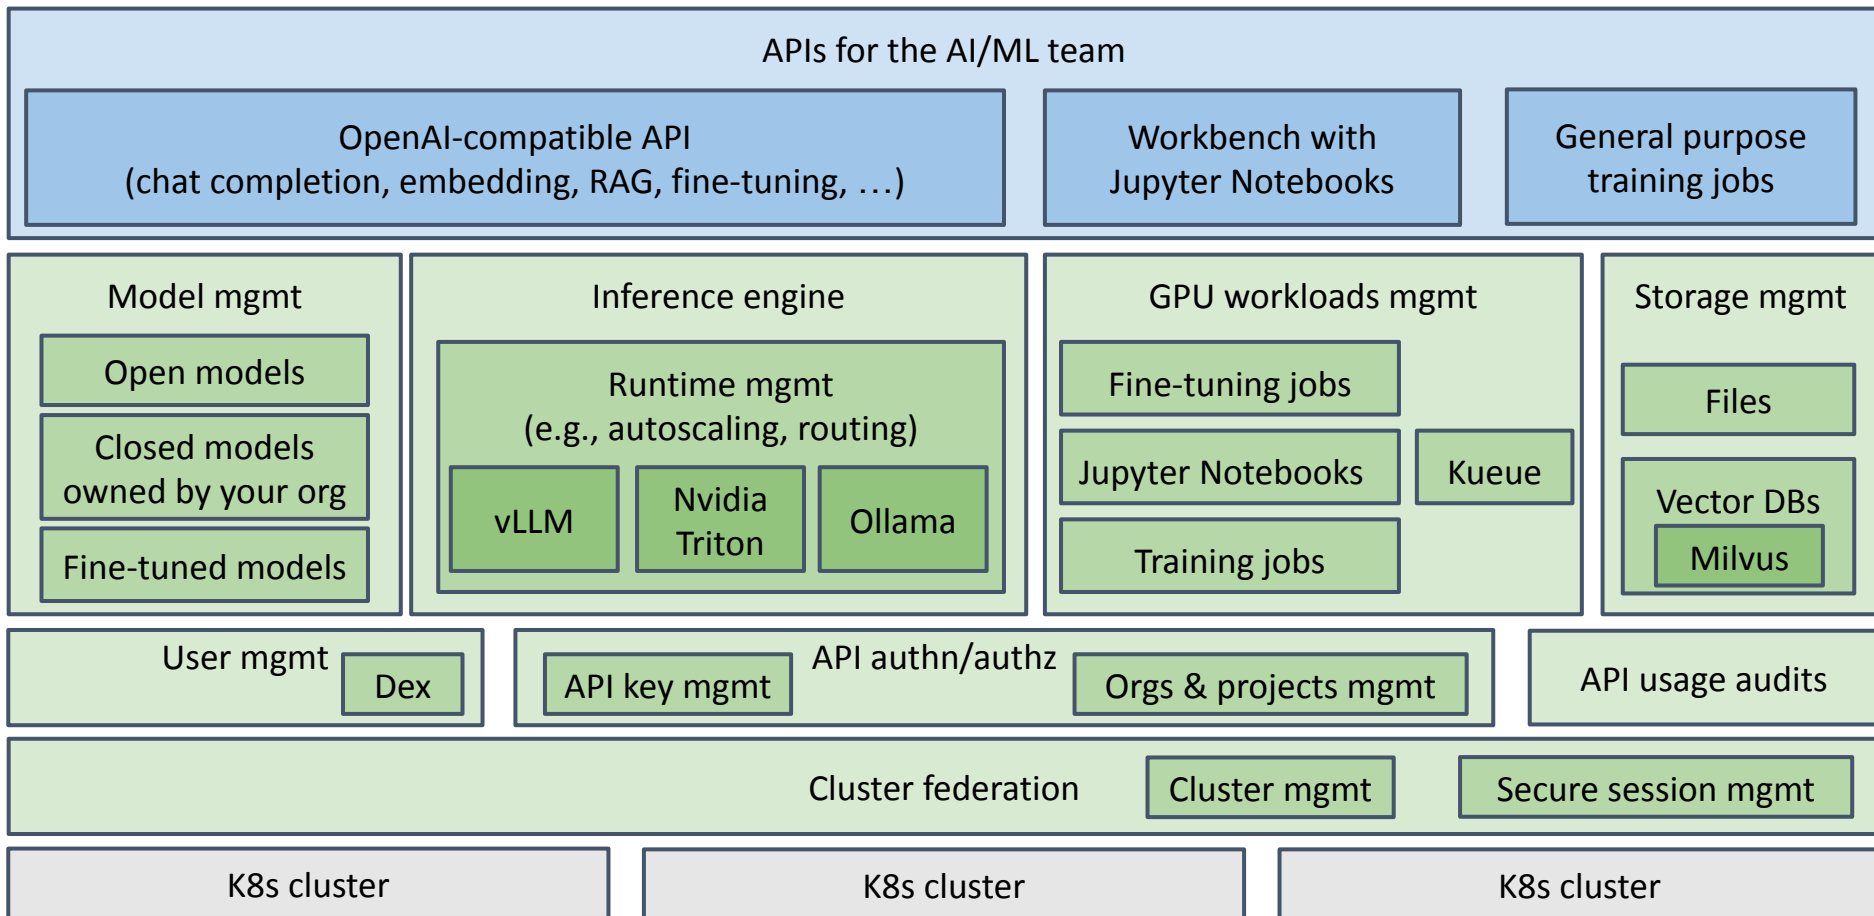 APIs for the AI/ML team
OpenAI-compatible API
(chat completion, embedding, RAG, fine-tuning, …)
Workbench with
Jupyter Notebooks
General purpose
training jobs
Model mgmt
Open models
Closed models
owned by your org
Fine-tuned models
Inference engine
Runtime mgmt
(e.g., autoscaling, routing)
vLLM
Nvidia
Triton
Ollama
GPU workloads mgmt
Fine-tuning jobs
Jupyter Notebooks
Kueue
Training jobs
Storage mgmt
Files
Vector DBs
Milvus
User mgmt
Dex
API authn/authz
API key mgmt
Orgs & projects mgmt
API usage audits
Cluster federation
Cluster mgmt
Secure session mgmt
K8s cluster
K8s cluster
K8s cluster